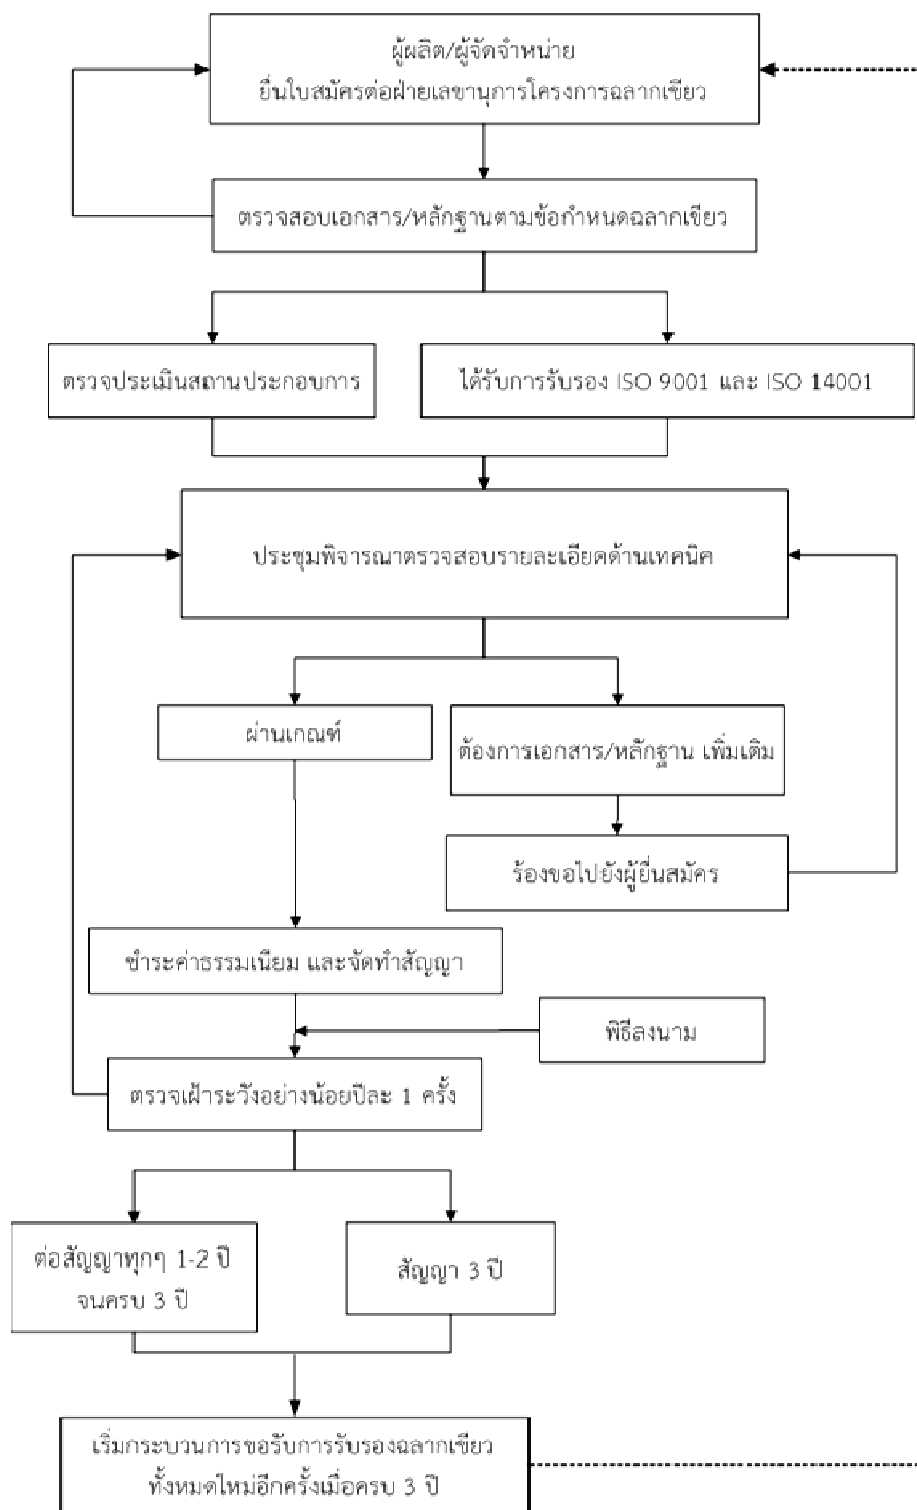 ผู้ผลิต/ผู้จัดจำหน่าย
ยื่นใบสมัครต่อฝ่ายเลขานุการโครงการฉลากเขียว
ตรวจสอบเอกสาร/หลักฐานตามข้อกำหนดฉลากเขียว
ตรวจประเมินสถานประกอบการ
ได้รับการรับรอง ISO 9001 และ ISO 14001
ประชุมพิจารณาตรวจสอบรายละเอียดด้านเทคนิค
ผ่านเกณฑ์
ต้องการเอกสาร/หลักฐาน เพิ่มเติม
ร้องขอไปยังผู้ยื่นสมัคร
ชำระค่าธรรมเนียม และจัดทำสัญญา
พิธีลงนาม
ตรวจเฝ้าระวังอย่างน้อยปีละ 1 ครั้ง
ต่อสัญญาทุกๆ 1-2 ปี
จนครบ 3 ปี
สัญญา 3 ปี
เริ่มกระบวนการขอรับการรับรองฉลากเขียว
ทั้งหมดใหม่อีกครั้งเมื่อครบ 3 ปี